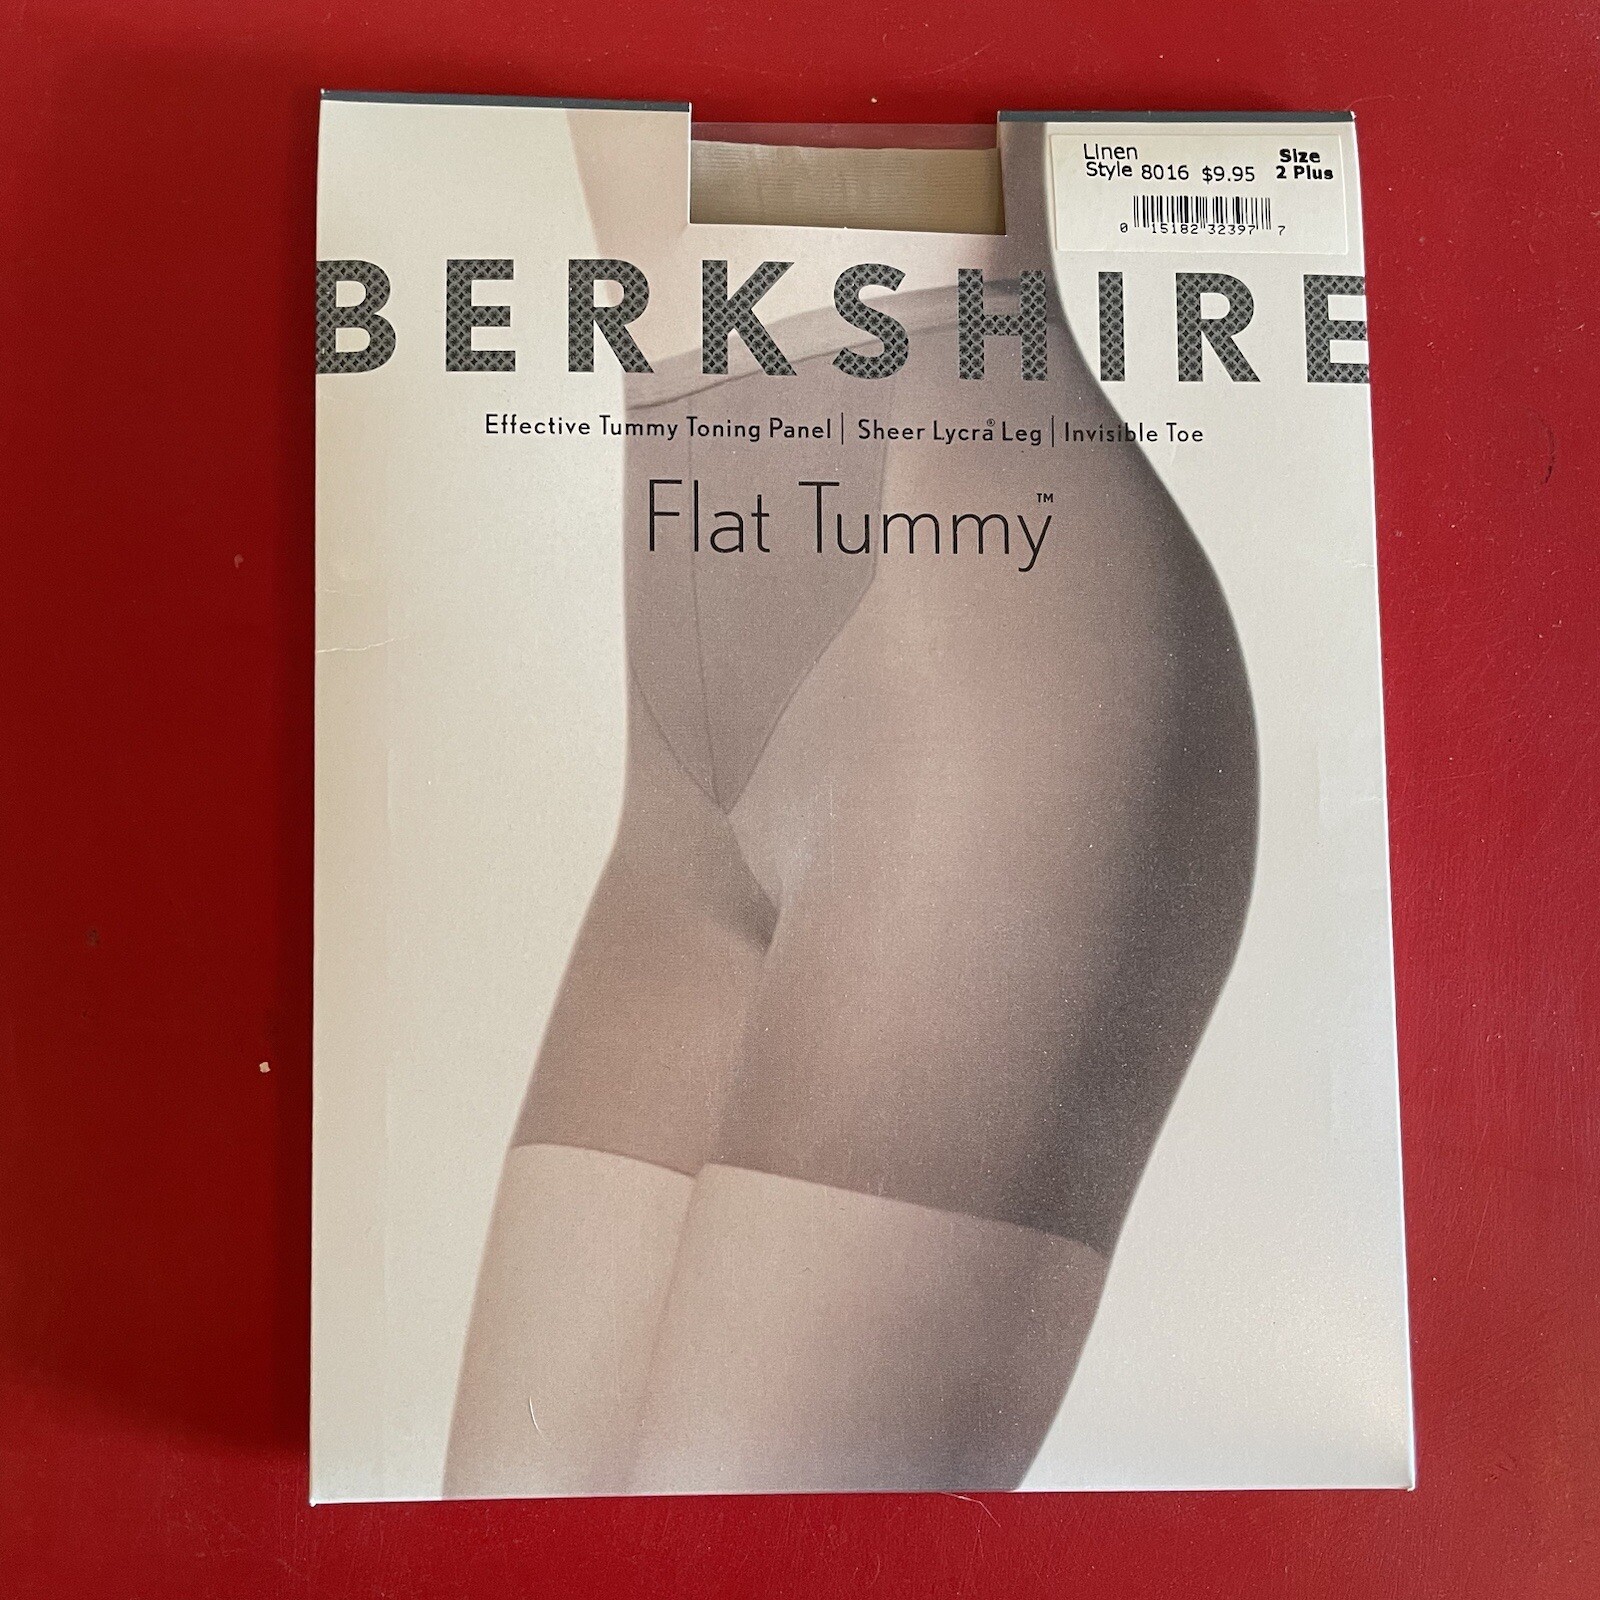 Linen Size
Style 8016 $9.95 2 Plus
0 15182 32397 7
BERKSHIRE
Effective Tummy Toning Panel | Sheer Lycra® Leg | Invisible Toe
Flat Tummy™